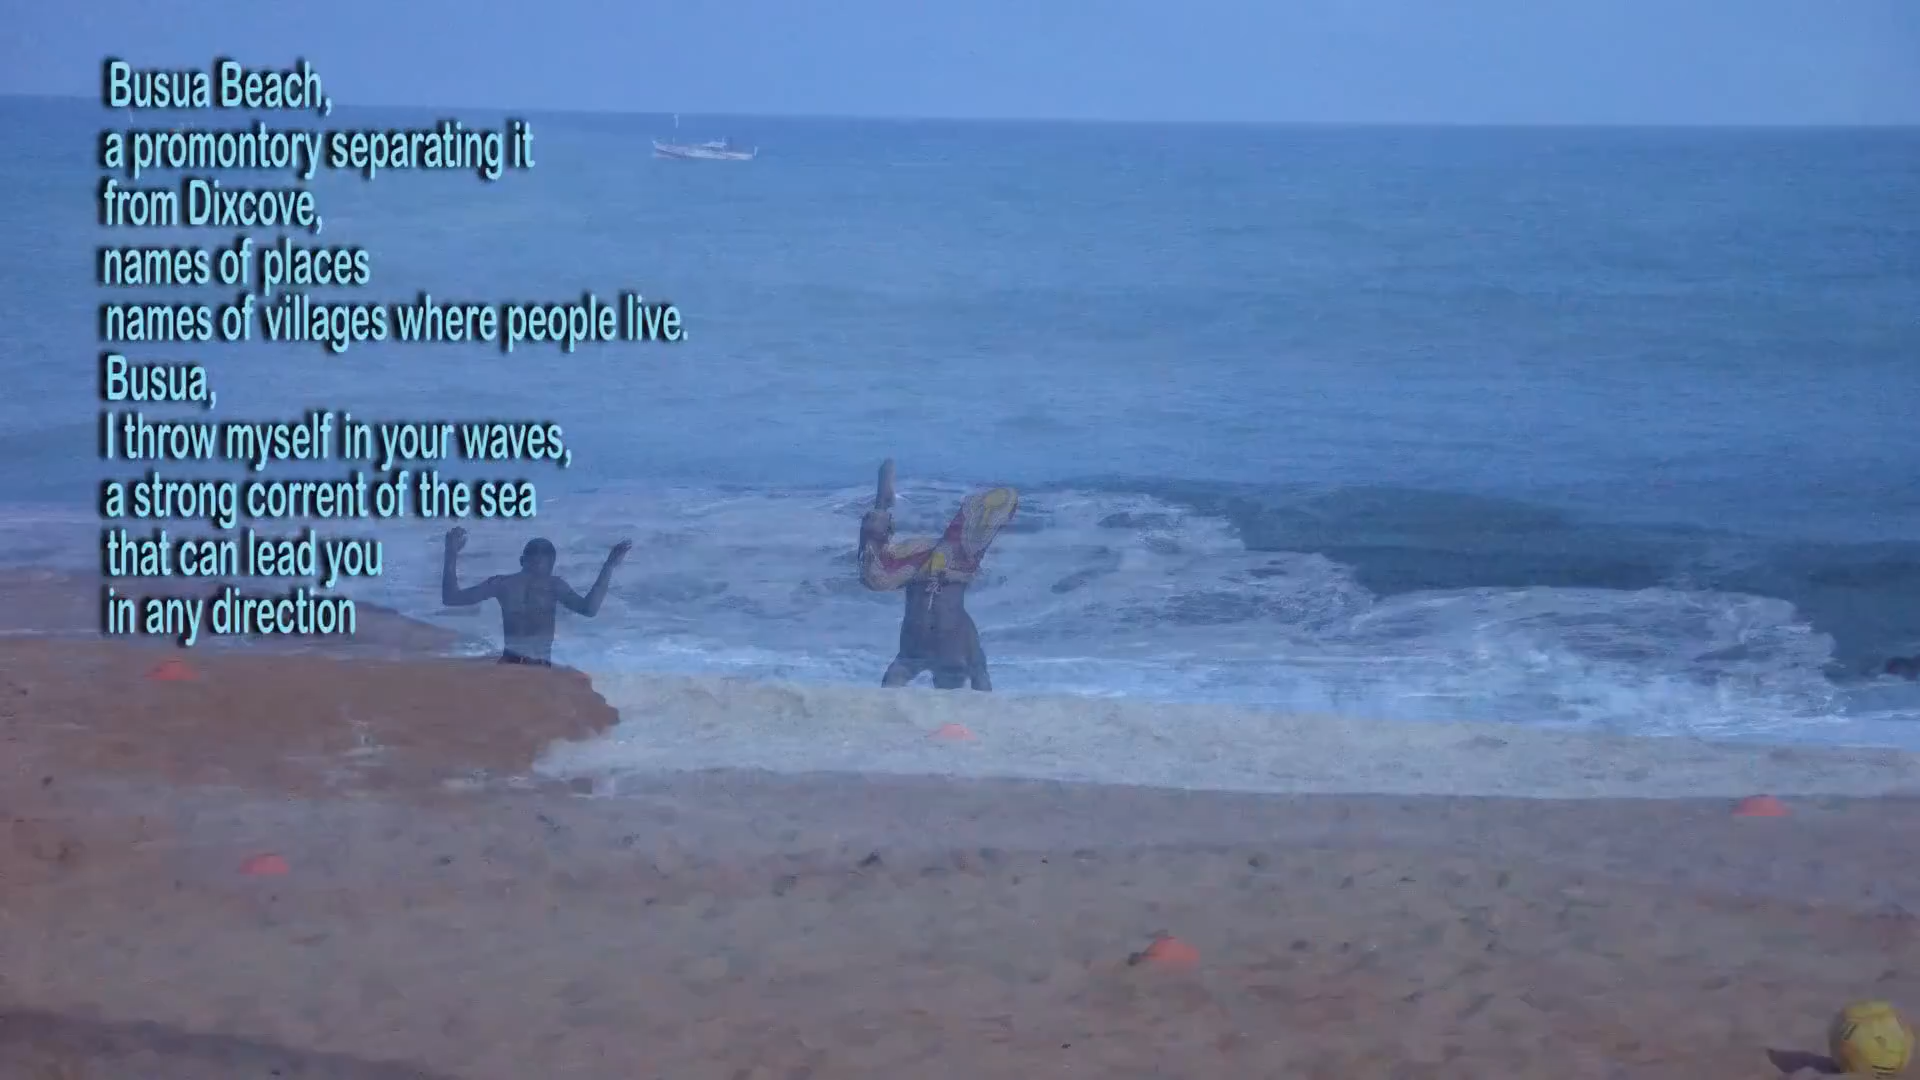 Busua Beach,
a promontory separating it
from Dixcove,
names of places
names of villages where people live.
Busua,
I throw myself in your waves,
a strong corrent of the sea
that can lead you
in any direction